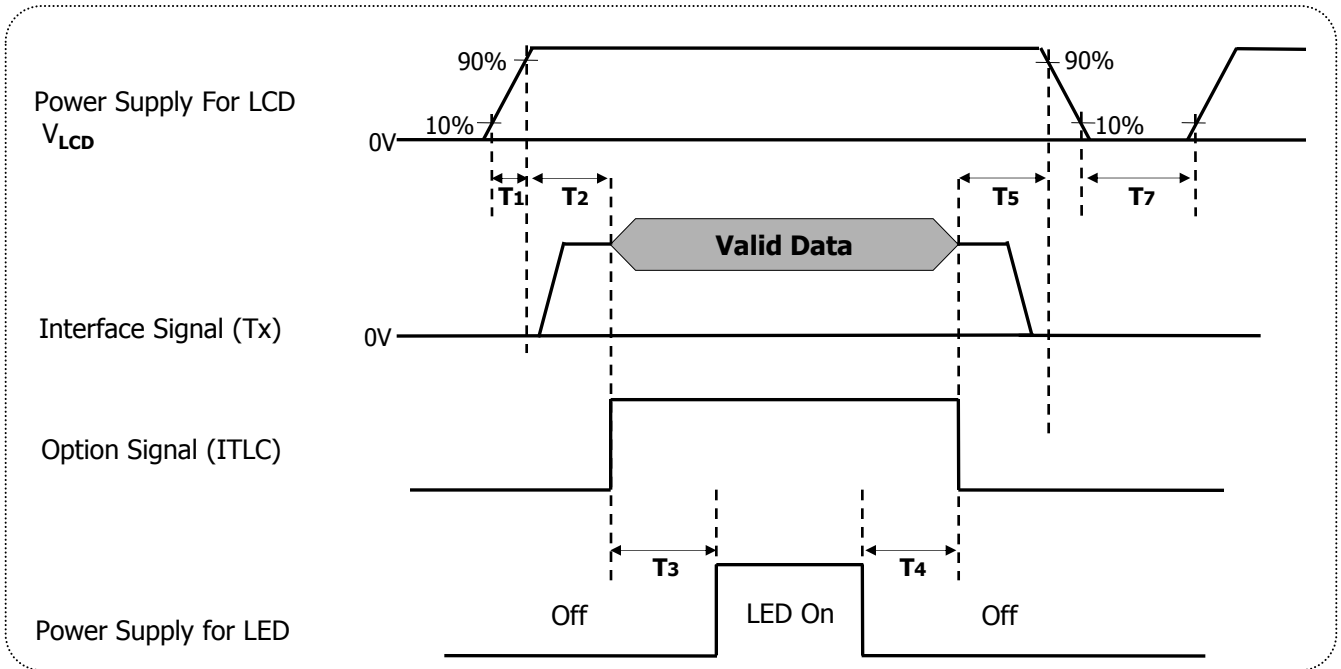 90%
90%
Power Supply For LCD
VLCD
10%
10%
0V
T1
T2
T5
T7
Valid Data
Interface Signal (Tx)
0V
Option Signal (ITLC)
T3
T4
Off
LED On
Off
Power Supply for LED